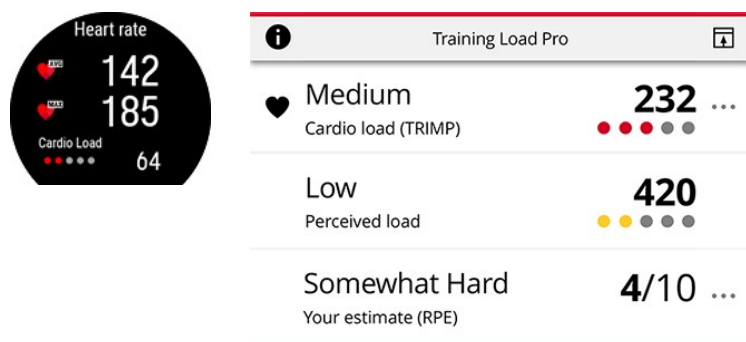 Heart rate
AVG 142
MAX 185
Cardio Load
64
Training Load Pro
Medium 232
Cardio load (TRIMP)
Low 420
Perceived load
Somewhat Hard 4/10
Your estimate (RPE)